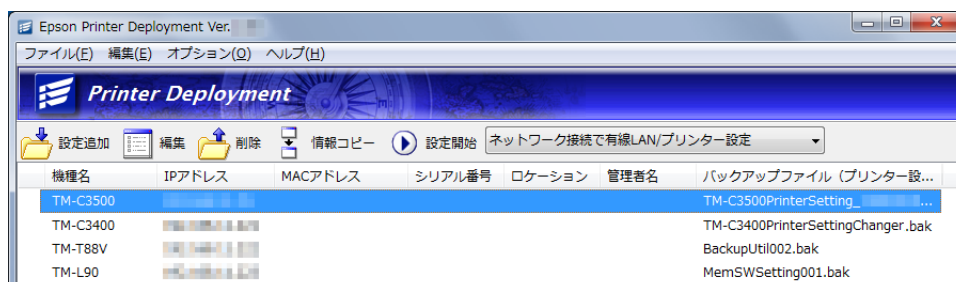 Epson Printer Deployment Ver.
ファイル(F) 編集(E) オプション(O) ヘルプ(H)
Printer Deployment
設定追加 編集 削除 情報コピー 設定開始 ネットワーク接続で有線LAN/プリンター設定
機種名 IPアドレス MACアドレス シリアル番号 ロケーション 管理者名 バックアップファイル（プリンター設...
TM-C3500 TM-C3500PrinterSetting_ ...
TM-C3400 TM-C3400PrinterSettingChanger.bak
TM-T88V BackupUtil002.bak
TM-L90 MemSWSetting001.bak